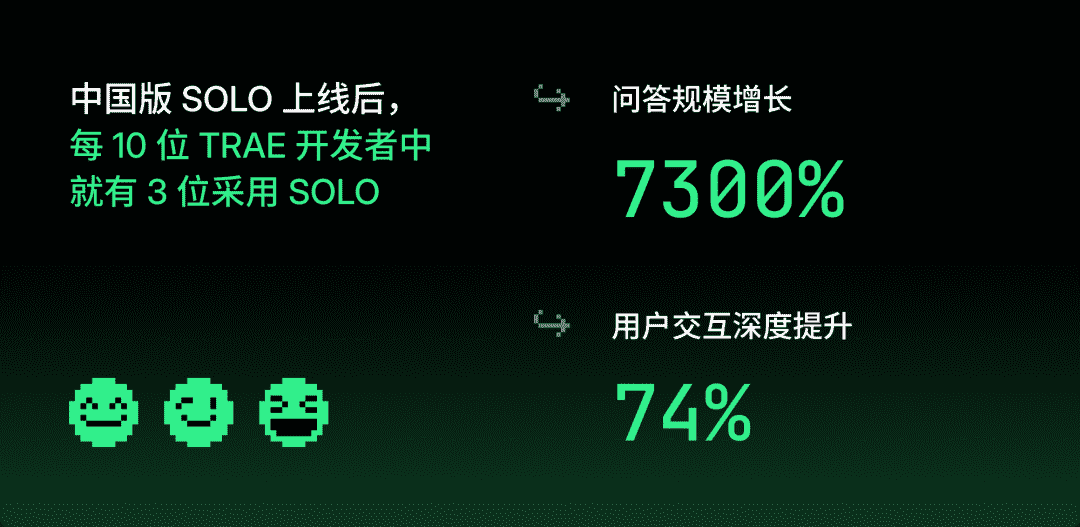 中国版 SOLO 上线后，
每 10 位 TRAE 开发者中
就有 3 位采用 SOLO
问答规模增长
7300%
用户交互深度提升
74%